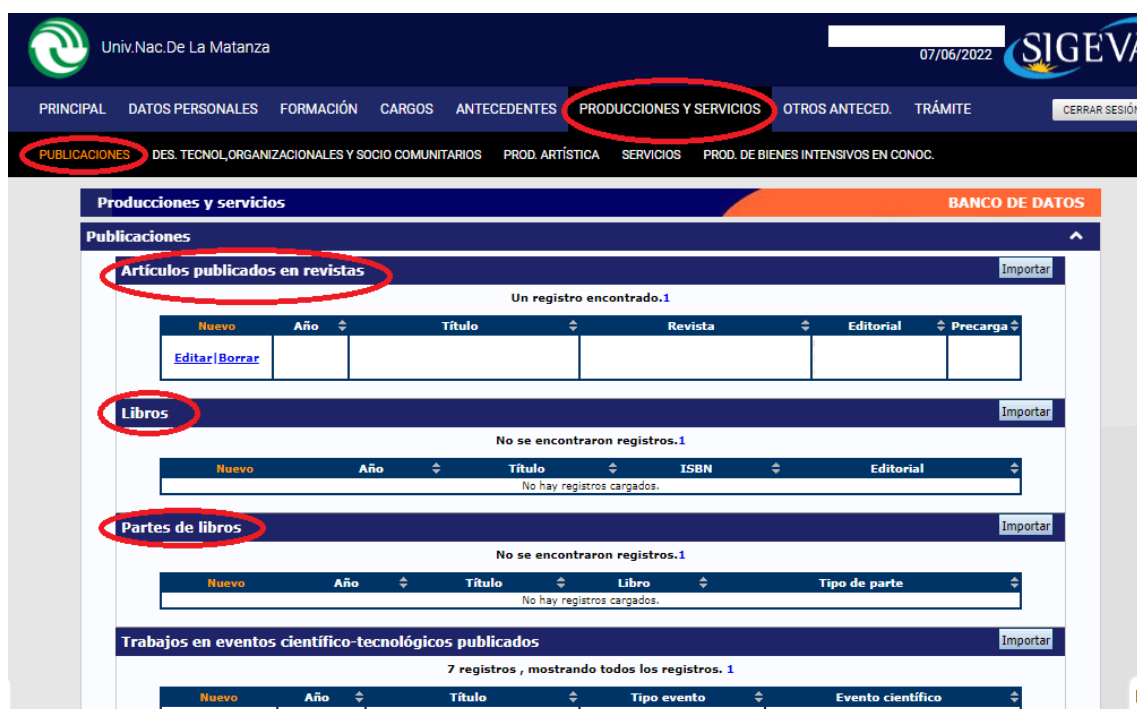 Univ.Nac.De La Matanza
07/06/2022
SIGEVA
PRINCIPAL DATOS PERSONALES FORMACIÓN CARGOS ANTECEDENTES PRODUCCIONES Y SERVICIOS OTROS ANTECED. TRÁMITE CERRAR SESIÓN
PUBLICACIONES DES. TECNOL,ORGANIZACIONALES Y SOCIO COMUNITARIOS PROD. ARTÍSTICA SERVICIOS PROD. DE BIENES INTENSIVOS EN CONOC.
Producciones y servicios BANCO DE DATOS
Publicaciones
Artículos publicados en revistas Importar
Un registro encontrado.1
Nuevo Año Título Revista Editorial Precarga
Editar|Borrar
Libros Importar
No se encontraron registros.1
Nuevo Año Título ISBN Editorial
No hay registros cargados.
Partes de libros Importar
No se encontraron registros.1
Nuevo Año Título Libro Tipo de parte
No hay registros cargados.
Trabajos en eventos científico-tecnológicos publicados Importar
7 registros , mostrando todos los registros. 1
Nuevo Año Título Tipo evento Evento científico